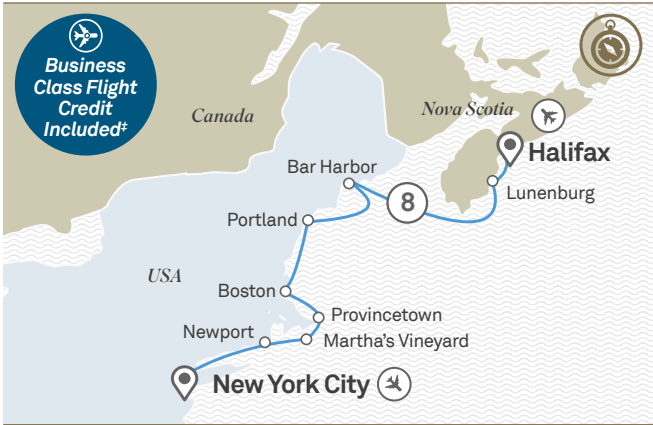 Business
Class Flight
Credit
Included‡
Canada
Nova Scotia
Halifax
Bar Harbor
8
Lunenburg
Portland
USA
Boston
Provincetown
Newport
Martha's Vineyard
New York City